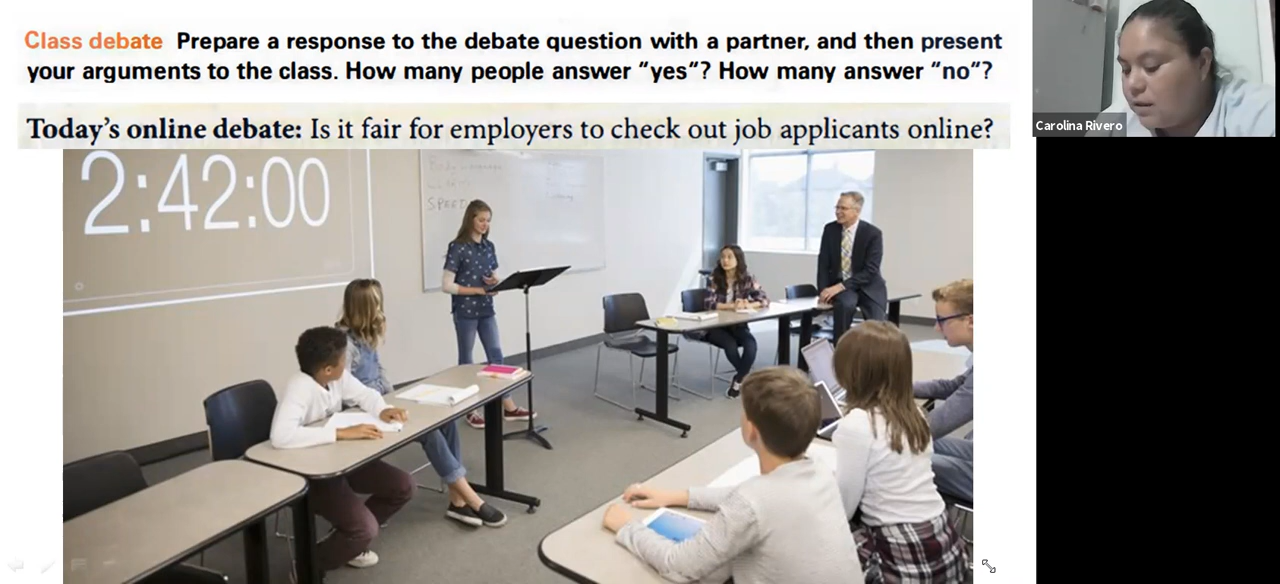 Class debate Prepare a response to the debate question with a partner, and then present
your arguments to the class. How many people answer “yes”? How many answer “no”?
Today’s online debate: Is it fair for employers to check out job applicants online?
Carolina Rivero
2:42:00
SPEED